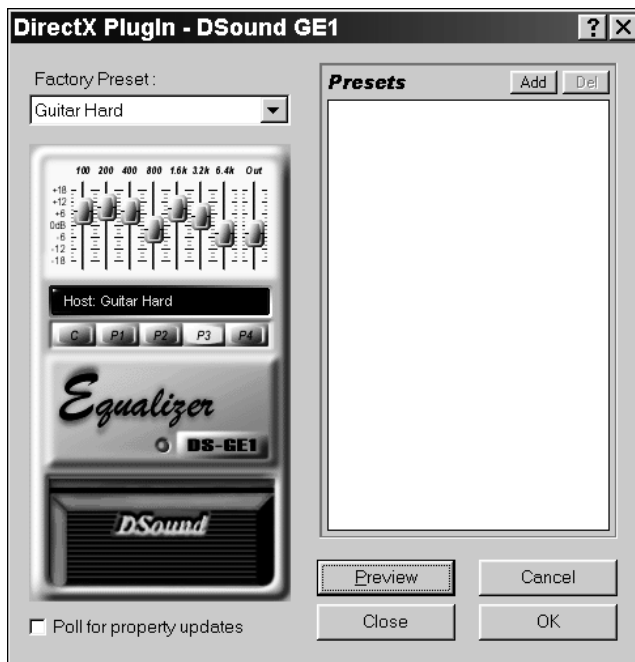 DirectX PlugIn - DSound GE1
? X
Factory Preset :
Guitar Hard
Presets
Add Del
100 200 400 800 1.6k 3.2k 6.4k Out
+18
+12
+6
0dB
-6
-12
-18
Host: Guitar Hard
C P1 P2 P3 P4
Equalizer
DS-GE1
DSound
Poll for property updates
Preview Cancel
Close OK